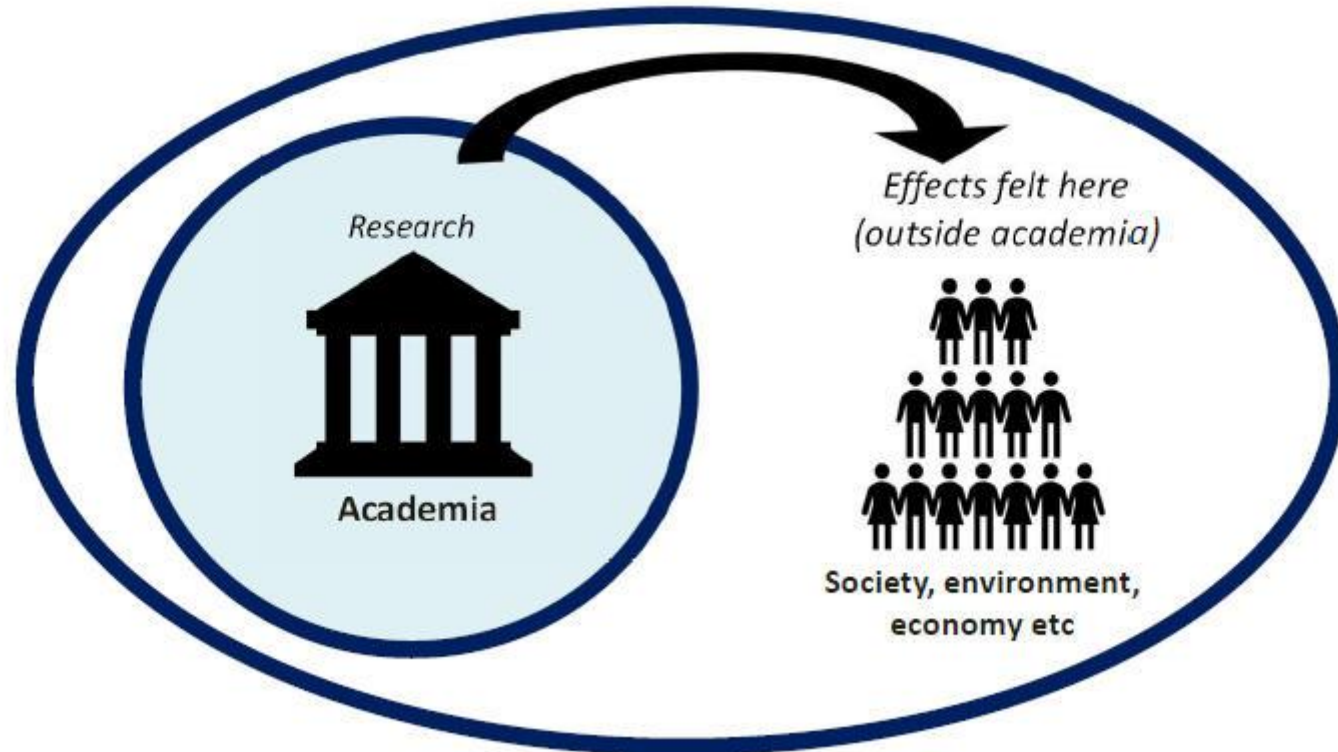 Research
Academia
Effects felt here
(outside academia)
Society, environment,
economy etc